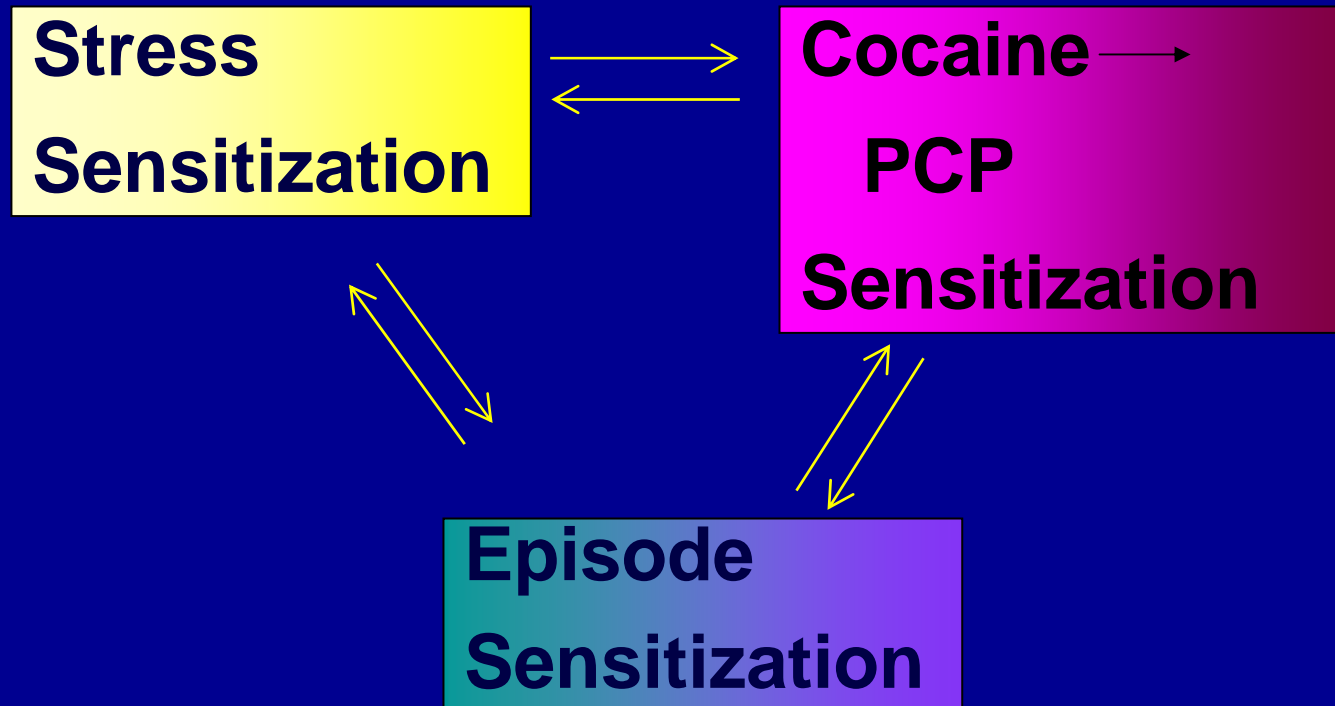 Stress
Sensitization
Cocaine
PCP
Sensitization
Episode
Sensitization